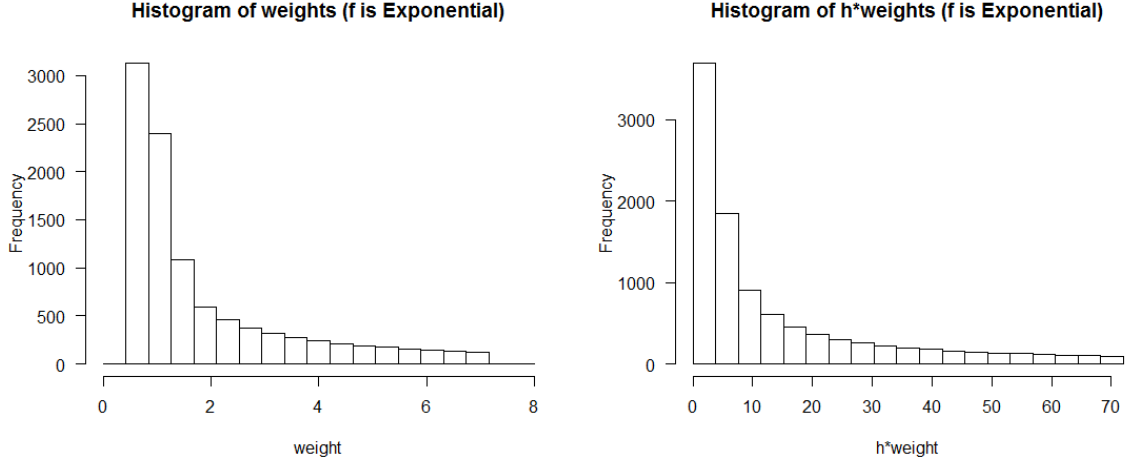 Histogram of weights (f is Exponential)
Frequency
3000
2500
2000
1500
1000
500
0
0 2 4 6 8
weight
Histogram of h*weights (f is Exponential)
Frequency
3000
2000
1000
0
0 10 20 30 40 50 60 70
h*weight